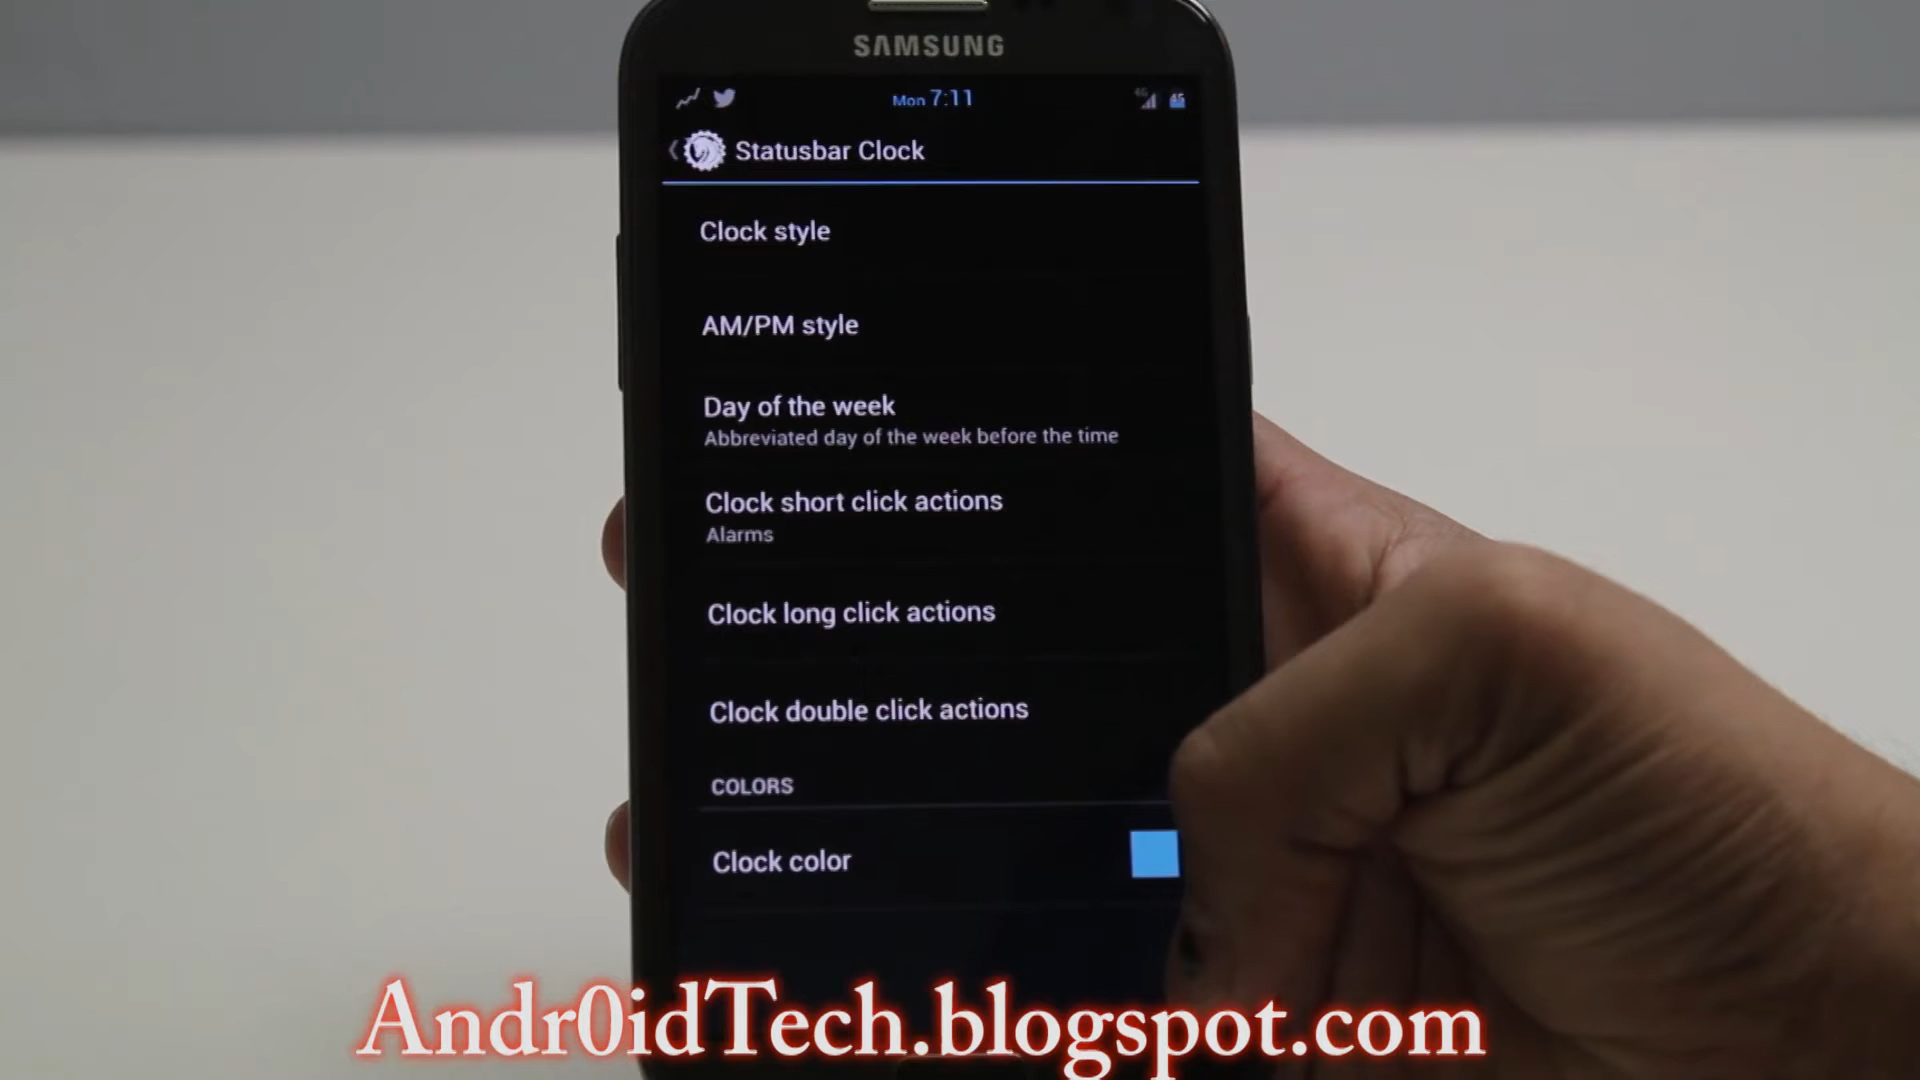 SAMSUNG
Mon 7:11
4G
45
Statusbar Clock
Clock style
AM/PM style
Day of the week
Abbreviated day of the week before the time
Clock short click actions
Alarms
Clock long click actions
Clock double click actions
COLORS
Clock color
Andr0idTech.blogspot.com